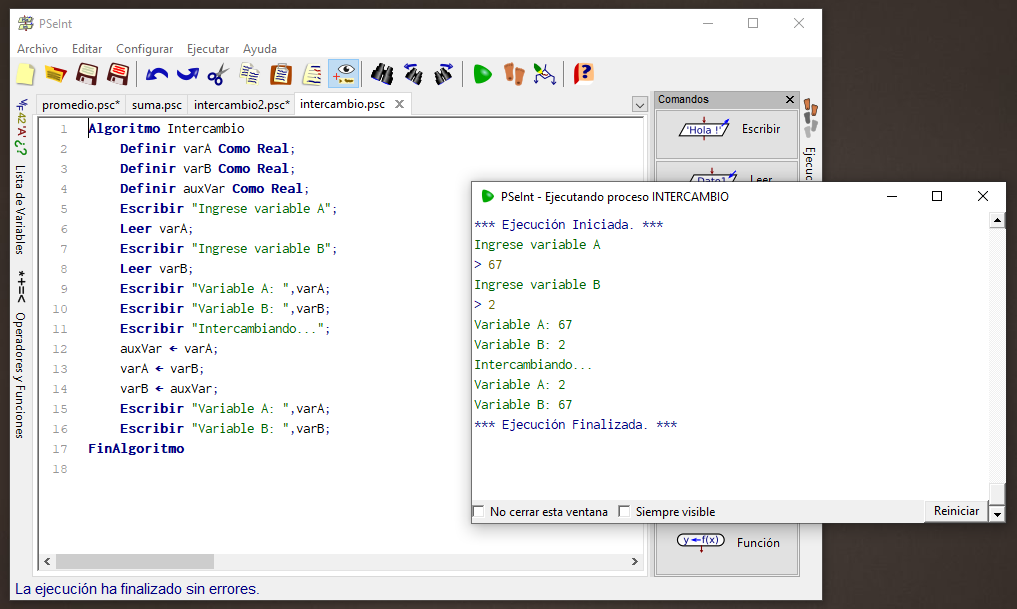 PSeInt
Archivo Editar Configurar Ejecutar Ayuda
promedio.psc* suma.psc intercambio2.psc* intercambio.psc
Lista de Variables
*+=< Operadores y Funciones
1 Algoritmo Intercambio
2 Definir varA Como Real;
3 Definir varB Como Real;
4 Definir auxVar Como Real;
5 Escribir "Ingrese variable A";
6 Leer varA;
7 Escribir "Ingrese variable B";
8 Leer varB;
9 Escribir "Variable A: ",varA;
10 Escribir "Variable B: ",varB;
11 Escribir "Intercambiando...";
12 auxVar ← varA;
13 varA ← varB;
14 varB ← auxVar;
15 Escribir "Variable A: ",varA;
16 Escribir "Variable B: ",varB;
17 FinAlgoritmo
18
Comandos
'Hola !' Escribir
y←f(x) Función
PSeInt - Ejecutando proceso INTERCAMBIO
*** Ejecución Iniciada. ***
Ingrese variable A
> 67
Ingrese variable B
> 2
Variable A: 67
Variable B: 2
Intercambiando...
Variable A: 2
Variable B: 67
*** Ejecución Finalizada. ***
No cerrar esta ventana Siempre visible Reiniciar
La ejecución ha finalizado sin errores.